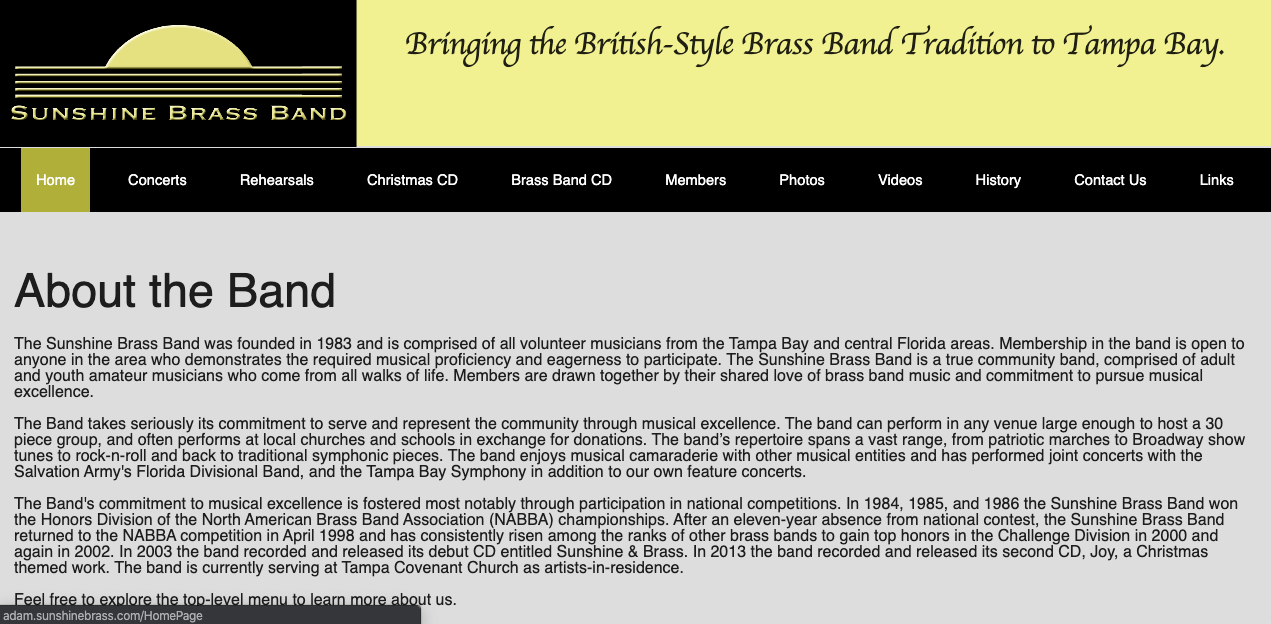 SUNSHINE BRASS BAND
Bringing the British-Style Brass Band Tradition to Tampa Bay.
Home Concerts Rehearsals Christmas CD Brass Band CD Members Photos Videos History Contact Us Links
About the Band
The Sunshine Brass Band was founded in 1983 and is comprised of all volunteer musicians from the Tampa Bay and central Florida areas. Membership in the band is open to
anyone in the area who demonstrates the required musical proficiency and eagerness to participate. The Sunshine Brass Band is a true community band, comprised of adult
and youth amateur musicians who come from all walks of life. Members are drawn together by their shared love of brass band music and commitment to pursue musical
excellence.
The Band takes seriously its commitment to serve and represent the community through musical excellence. The band can perform in any venue large enough to host a 30
piece group, and often performs at local churches and schools in exchange for donations. The band’s repertoire spans a vast range, from patriotic marches to Broadway show
tunes to rock-n-roll and back to traditional symphonic pieces. The band enjoys musical camaraderie with other musical entities and has performed joint concerts with the
Salvation Army's Florida Divisional Band, and the Tampa Bay Symphony in addition to our own feature concerts.
The Band's commitment to musical excellence is fostered most notably through participation in national competitions. In 1984, 1985, and 1986 the Sunshine Brass Band won
the Honors Division of the North American Brass Band Association (NABBA) championships. After an eleven-year absence from national contest, the Sunshine Brass Band
returned to the NABBA competition in April 1998 and has consistently risen among the ranks of other brass bands to gain top honors in the Challenge Division in 2000 and
again in 2002. In 2003 the band recorded and released its debut CD entitled Sunshine & Brass. In 2013 the band recorded and released its second CD, Joy, a Christmas
themed work. The band is currently serving at Tampa Covenant Church as artists-in-residence.
Feel free to explore the top-level menu to learn more about us.
adam.sunshinebrass.com/HomePage